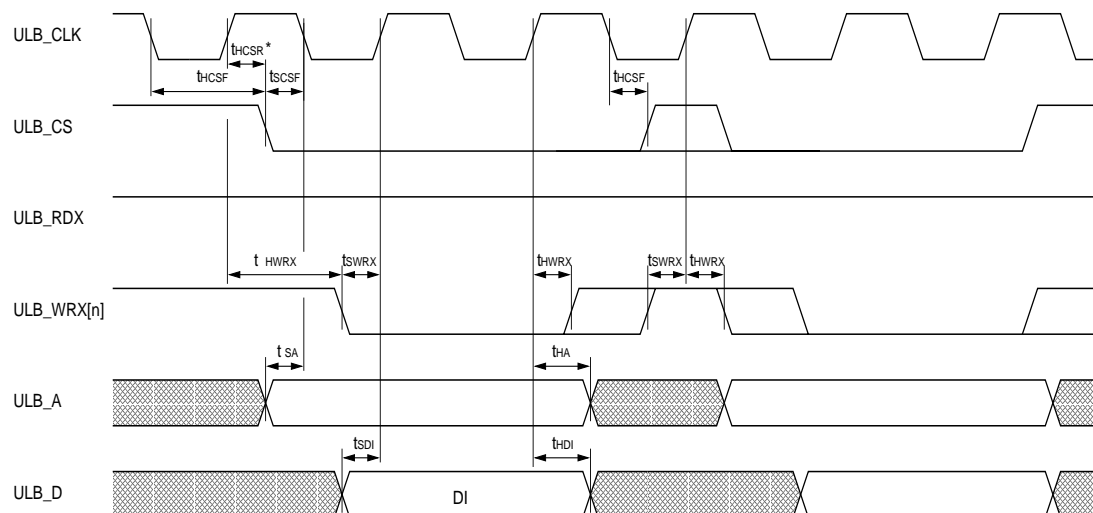 ULB_CLK
tHCSR *
tHCSF tSCSF tHCSF
ULB_CS
ULB_RDX
t HWRX tSWRX tHWRX tSWRX tHWRX
ULB_WRX[n]
t SA tHA
ULB_A
tSDI tHDI
ULB_D DI